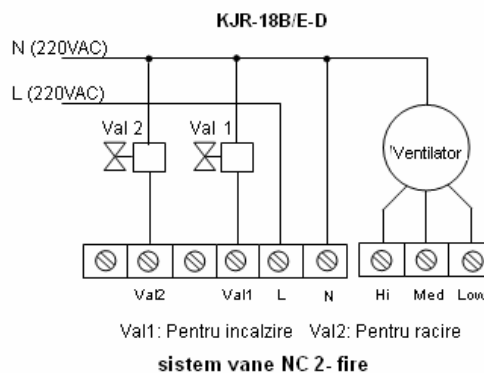 KJR-18B/E-D
N (220VAC)
L (220VAC)
Val 2
Val 1
Ventilator
Val2
Val1
L
N
Hi
Med
Low
Val1: Pentru incalzire Val2: Pentru racire
sistem vane NC 2- fire